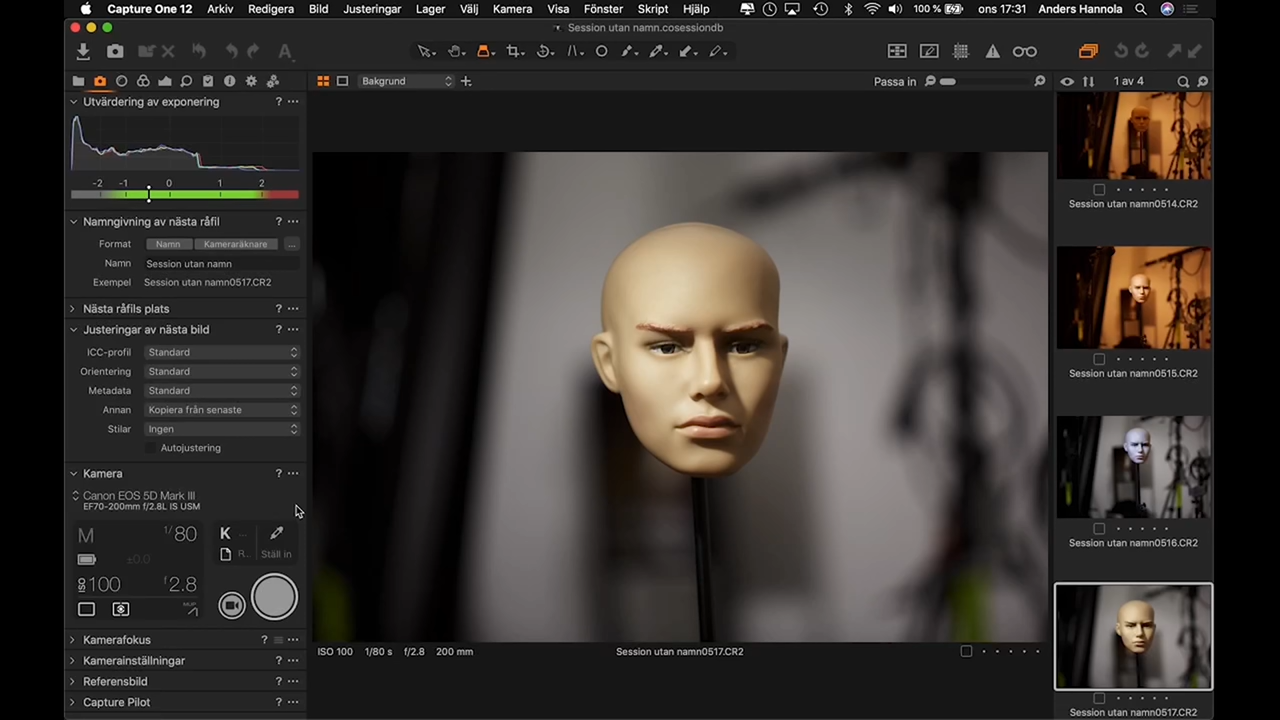 Capture One 12 Arkiv Redigera Bild Justeringar Lager Välj Kamera Visa Fönster Skript Hjälp 100 % ons 17:31 Anders Hannola
Session utan namn.cosessiondb
Bakgrund Passa in 1 av 4
Utvärdering av exponering ? ...
-2 -1 0 1 2
Namngivning av nästa råfil ? ...
Format Namn Kameraräknare ...
Namn Session utan namn
Exempel Session utan namn0517.CR2
Nästa råfils plats ? ...
Justeringar av nästa bild ? ...
ICC-profil Standard
Orientering Standard
Metadata Standard
Annan Kopiera från senaste
Stilar Ingen
Autojustering
Kamera ? ...
Canon EOS 5D Mark III
EF70-200mm f/2.8L IS USM
M 1/80 K ...
±0.0 R.. Ställ in
ISO 100 f2.8
Kamerafokus ? ...
Kamerainställningar ...
Referensbild ? ...
Capture Pilot ? ...
ISO 100 1/80 s f/2.8 200 mm Session utan namn0517.CR2
Session utan namn0514.CR2
Session utan namn0515.CR2
Session utan namn0516.CR2
Session utan namn0517.CR2